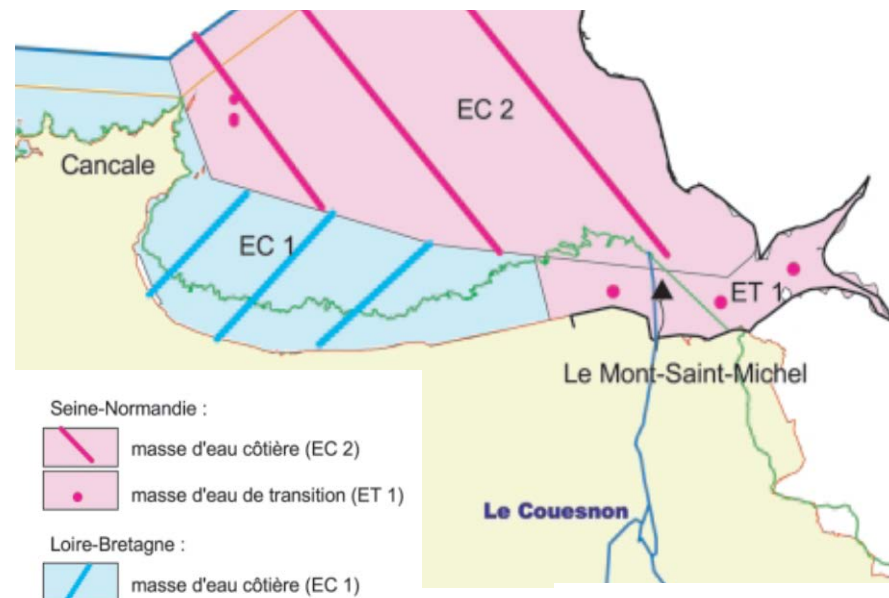 EC 2
Cancale
EC 1
ET 1
Le Mont-Saint-Michel
Le Couesnon
Seine-Normandie :
masse d'eau côtière (EC 2)
masse d'eau de transition (ET 1)
Loire-Bretagne :
masse d'eau côtière (EC 1)